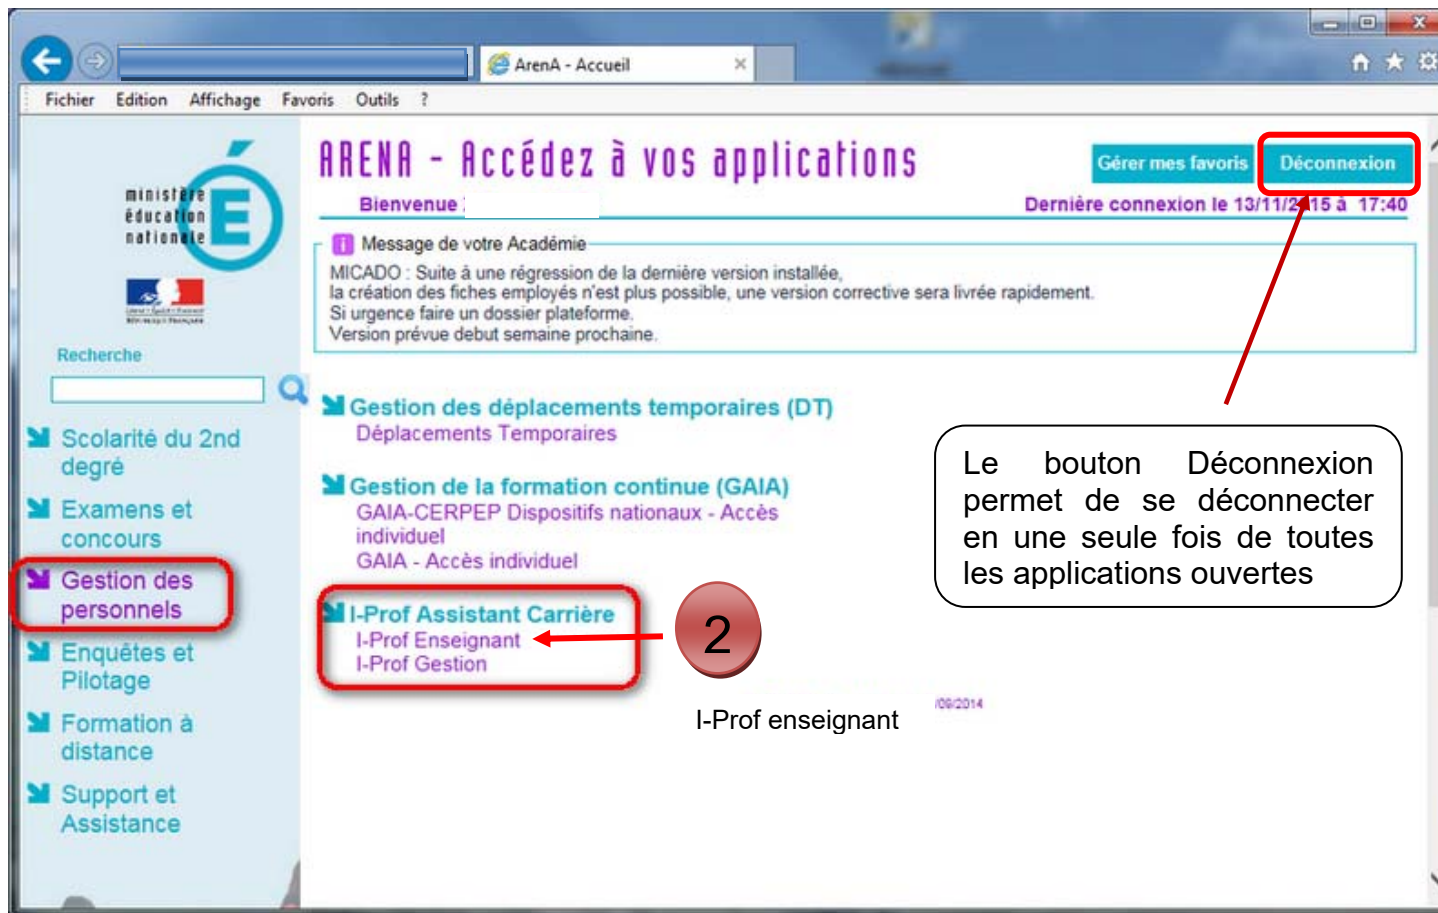 ArenA - Accueil
Fichier Edition Affichage Favoris Outils ?
ministère
éducation
nationale
É
ARENA - Accédez à vos applications
Gérer mes favoris
Déconnexion
Bienvenue
Dernière connexion le 13/11/2015 à 17:40
Message de votre Académie
MICADO : Suite à une régression de la dernière version installée,
la création des fiches employés n'est plus possible, une version corrective sera livrée rapidement.
Si urgence faire un dossier plateforme.
Version prévue debut semaine prochaine.
Recherche
Scolarité du 2nd
degré
Examens et
concours
Gestion des
personnels
Enquêtes et
Pilotage
Formation à
distance
Support et
Assistance
Gestion des déplacements temporaires (DT)
Déplacements Temporaires
Gestion de la formation continue (GAIA)
GAIA-CERPEP Dispositifs nationaux - Accès
individuel
GAIA - Accès individuel
I-Prof Assistant Carrière
I-Prof Enseignant
I-Prof Gestion
2
I-Prof enseignant
/09/2014
Le bouton Déconnexion
permet de se déconnecter
en une seule fois de toutes
les applications ouvertes